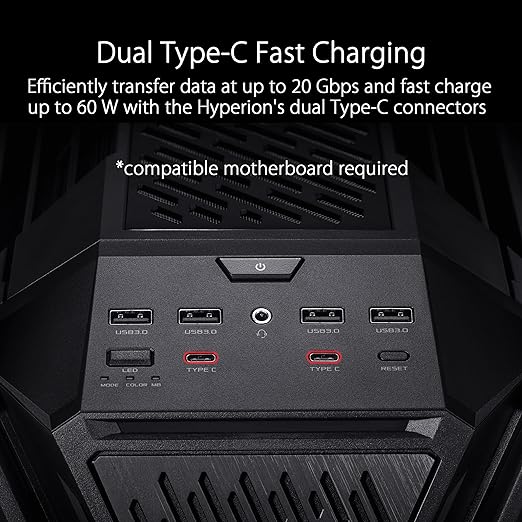 Dual Type-C Fast Charging
Efficiently transfer data at up to 20 Gbps and fast charge
up to 60 W with the Hyperion's dual Type-C connectors
*compatible motherboard required
USB3.0 USB3.0 USB3.0 USB3.0
LED TYPE C TYPE C RESET
MODE COLOR MB